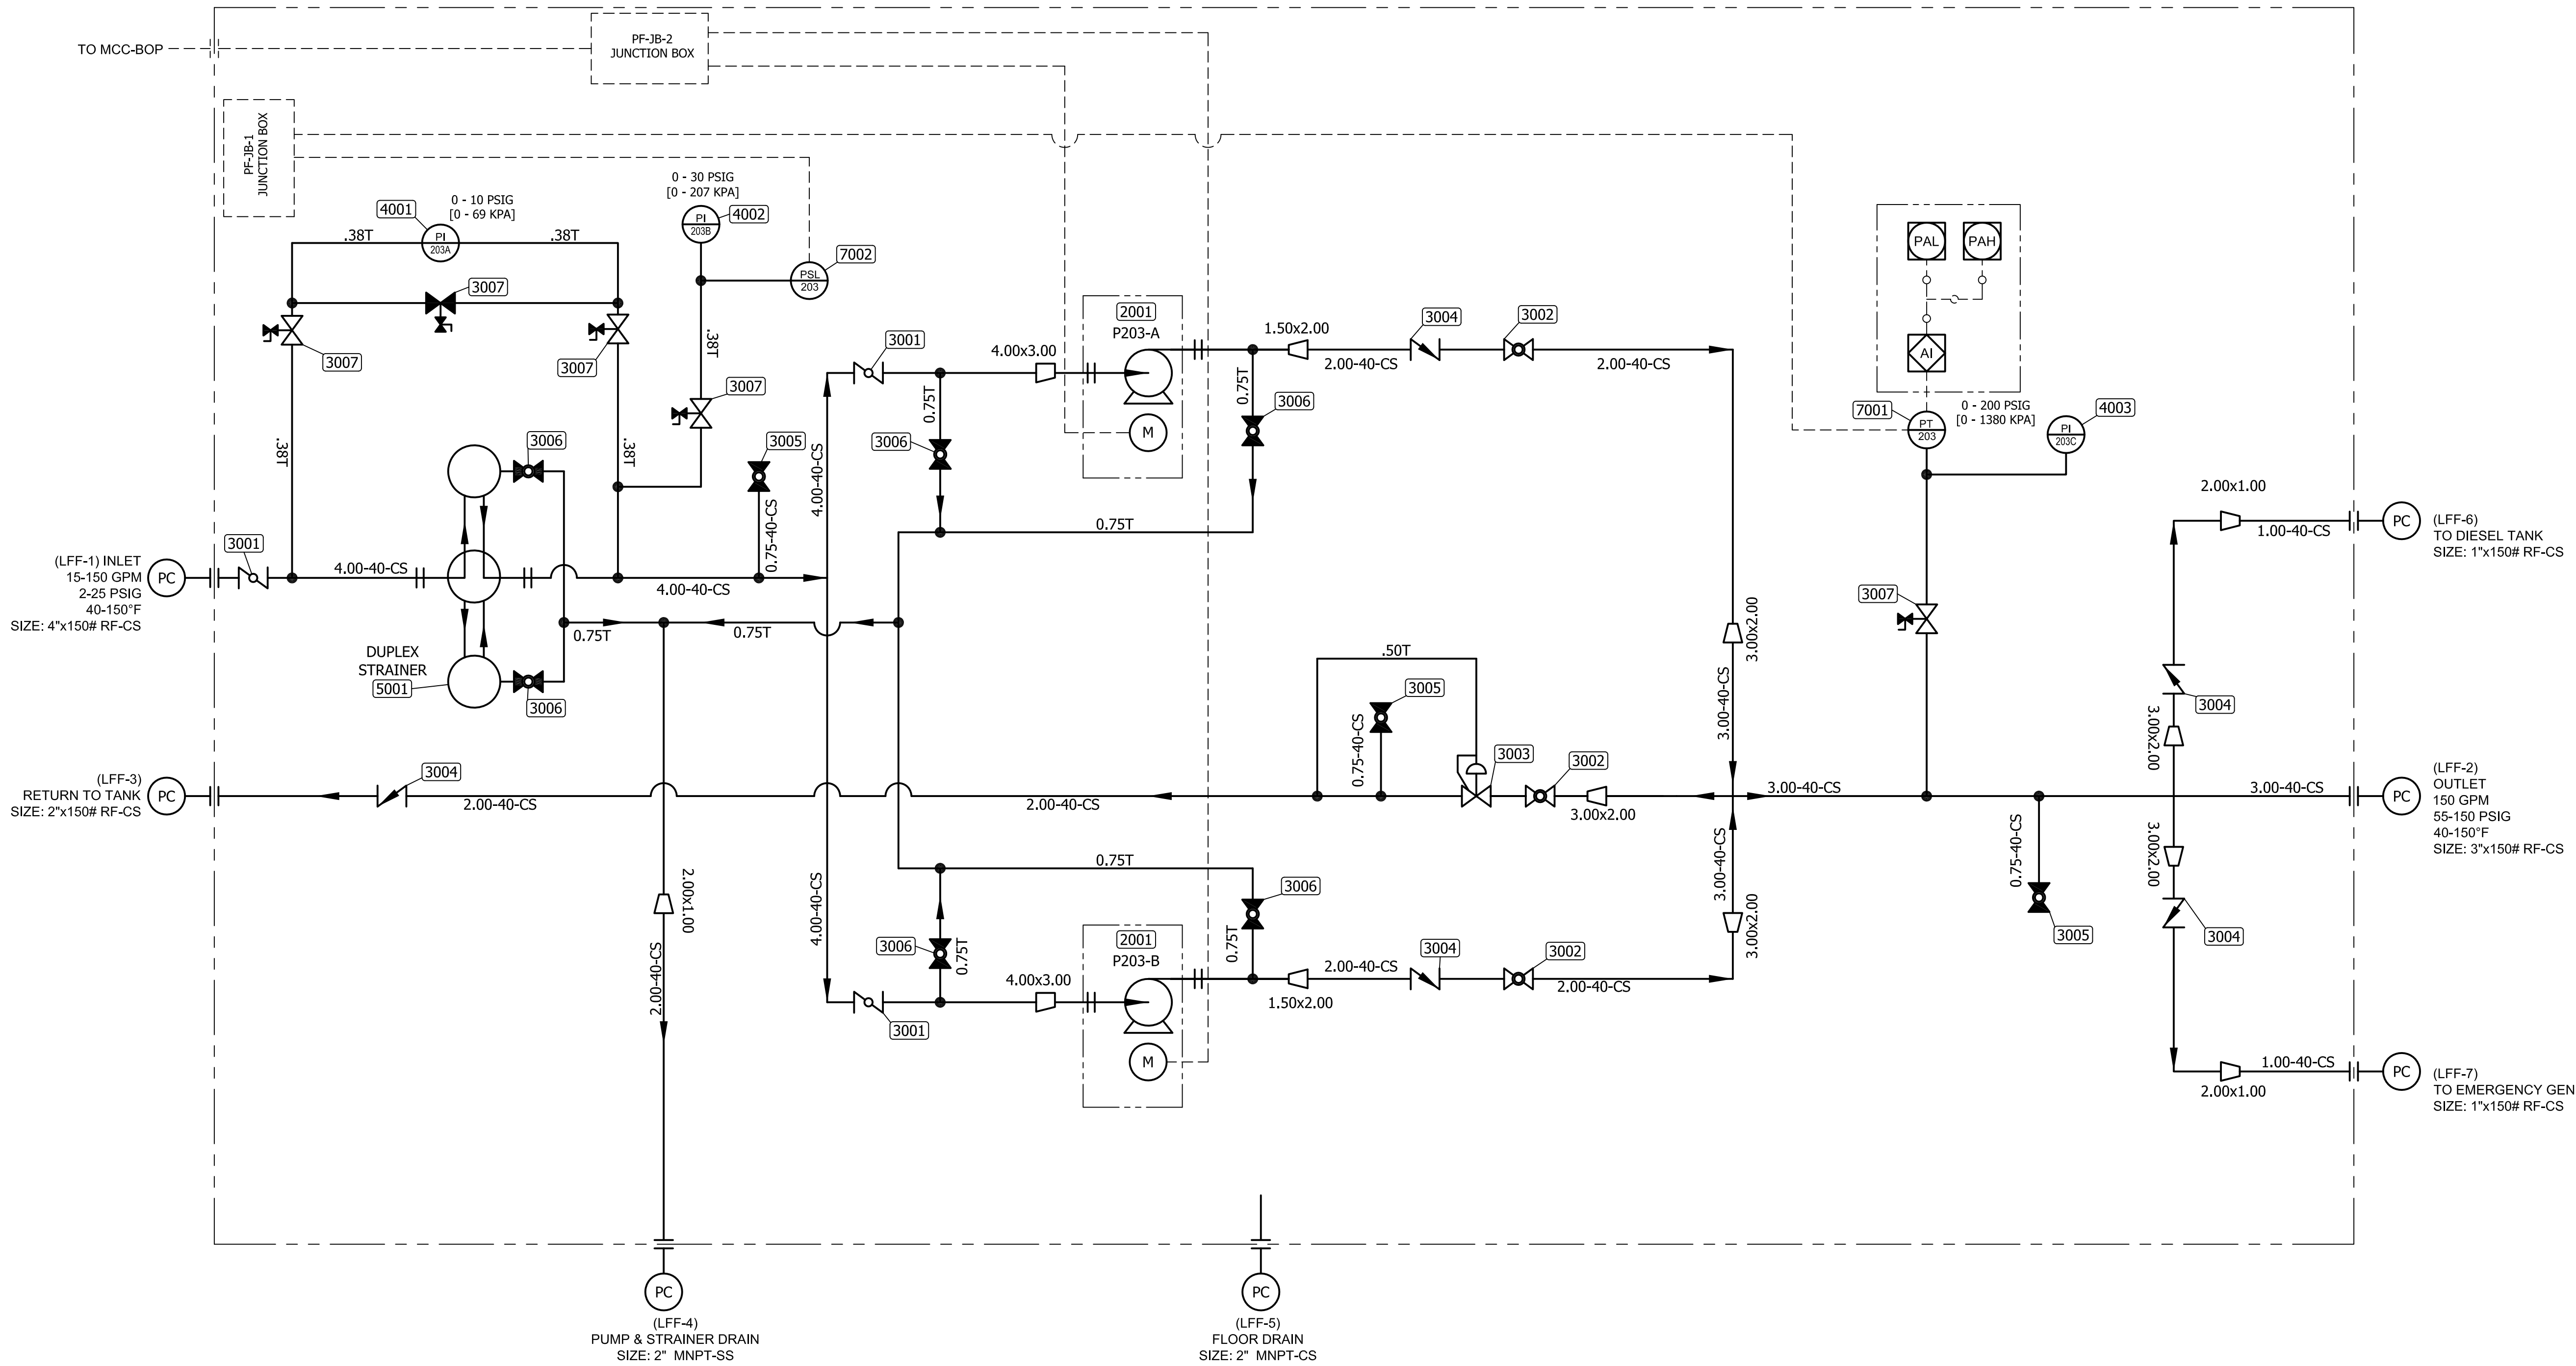 TO MCC-BOP
PF-JB-2
JUNCTION BOX
PF-JB-1
JUNCTION BOX
0 - 10 PSIG
[0 - 69 KPA]
4001
.38T
PI
203A
.38T
3007
3007
3007
.38T
.38T
0 - 30 PSIG
[0 - 207 KPA]
PI
203B
4002
PSL
203
7002
.38T
3007
3005
0.75-40-CS
3006
(LFF-1) INLET
15-150 GPM
2-25 PSIG
40-150°F
SIZE: 4"x150# RF-CS
PC
3001
4.00-40-CS
4.00-40-CS
DUPLEX
STRAINER
5001
3006
0.75T
0.75T
4.00-40-CS
3001
0.75T
3006
4.00x3.00
2001
P203-A
M
1.50x2.00
2.00-40-CS
0.75T
3006
0.75T
3004
3002
2.00-40-CS
3.00x2.00
3.00-40-CS
PAL
PAH
AI
7001
PT
203
0 - 200 PSIG
[0 - 1380 KPA]
PI
203C
4003
3007
2.00x1.00
1.00-40-CS
PC
(LFF-6)
TO DIESEL TANK
SIZE: 1"x150# RF-CS
3004
3.00x2.00
(LFF-3)
RETURN TO TANK
SIZE: 2"x150# RF-CS
PC
3004
2.00-40-CS
2.00-40-CS
.50T
3005
0.75-40-CS
3003
3002
3.00x2.00
3.00-40-CS
3.00-40-CS
PC
(LFF-2)
OUTLET
150 GPM
55-150 PSIG
40-150°F
SIZE: 3"x150# RF-CS
0.75-40-CS
3005
3.00x2.00
3004
2.00x1.00
2.00-40-CS
4.00-40-CS
3001
0.75T
3006
0.75T
4.00x3.00
2001
P203-B
M
0.75T
3006
1.50x2.00
2.00-40-CS
3004
3002
2.00-40-CS
3.00-40-CS
3.00x2.00
1.00-40-CS
2.00x1.00
PC
(LFF-7)
TO EMERGENCY GEN
SIZE: 1"x150# RF-CS
PC
(LFF-4)
PUMP & STRAINER DRAIN
SIZE: 2" MNPT-SS
PC
(LFF-5)
FLOOR DRAIN
SIZE: 2" MNPT-CS